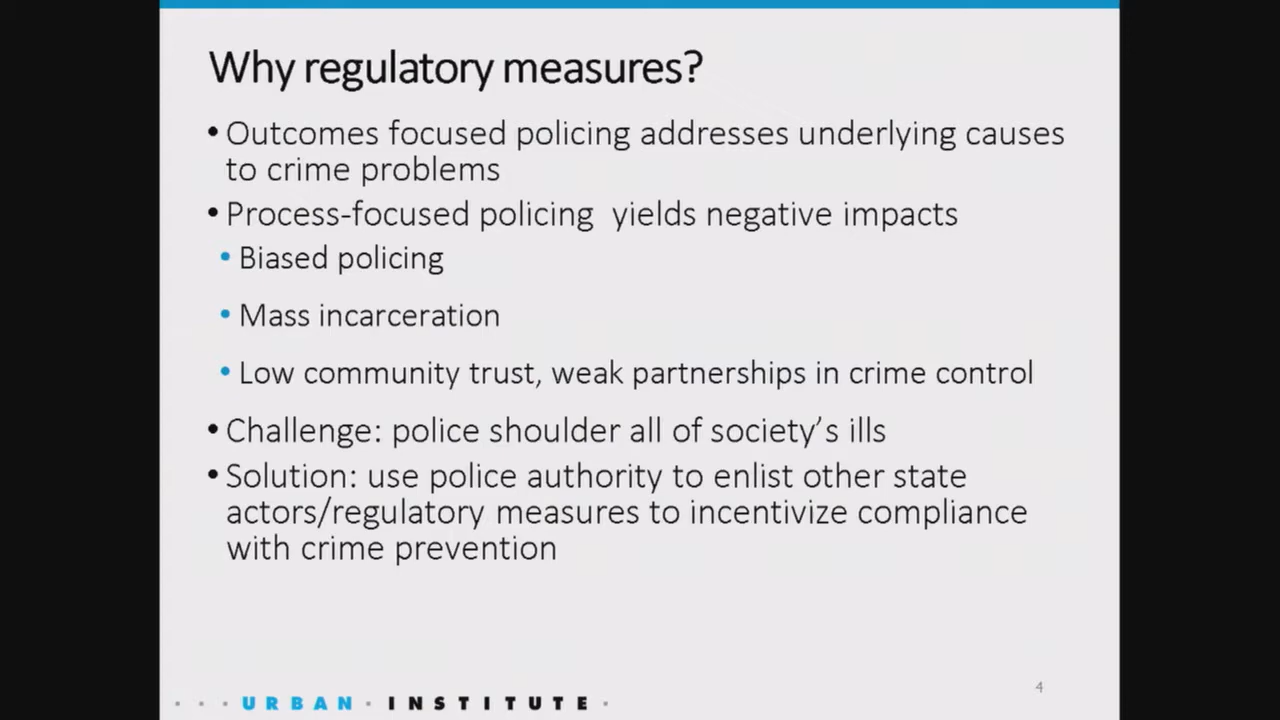 Why regulatory measures?
• Outcomes focused policing addresses underlying causes
to crime problems
• Process-focused policing yields negative impacts
• Biased policing
• Mass incarceration
• Low community trust, weak partnerships in crime control
• Challenge: police shoulder all of society’s ills
• Solution: use police authority to enlist other state
actors/regulatory measures to incentivize compliance
with crime prevention
4
URBAN INSTITUTE